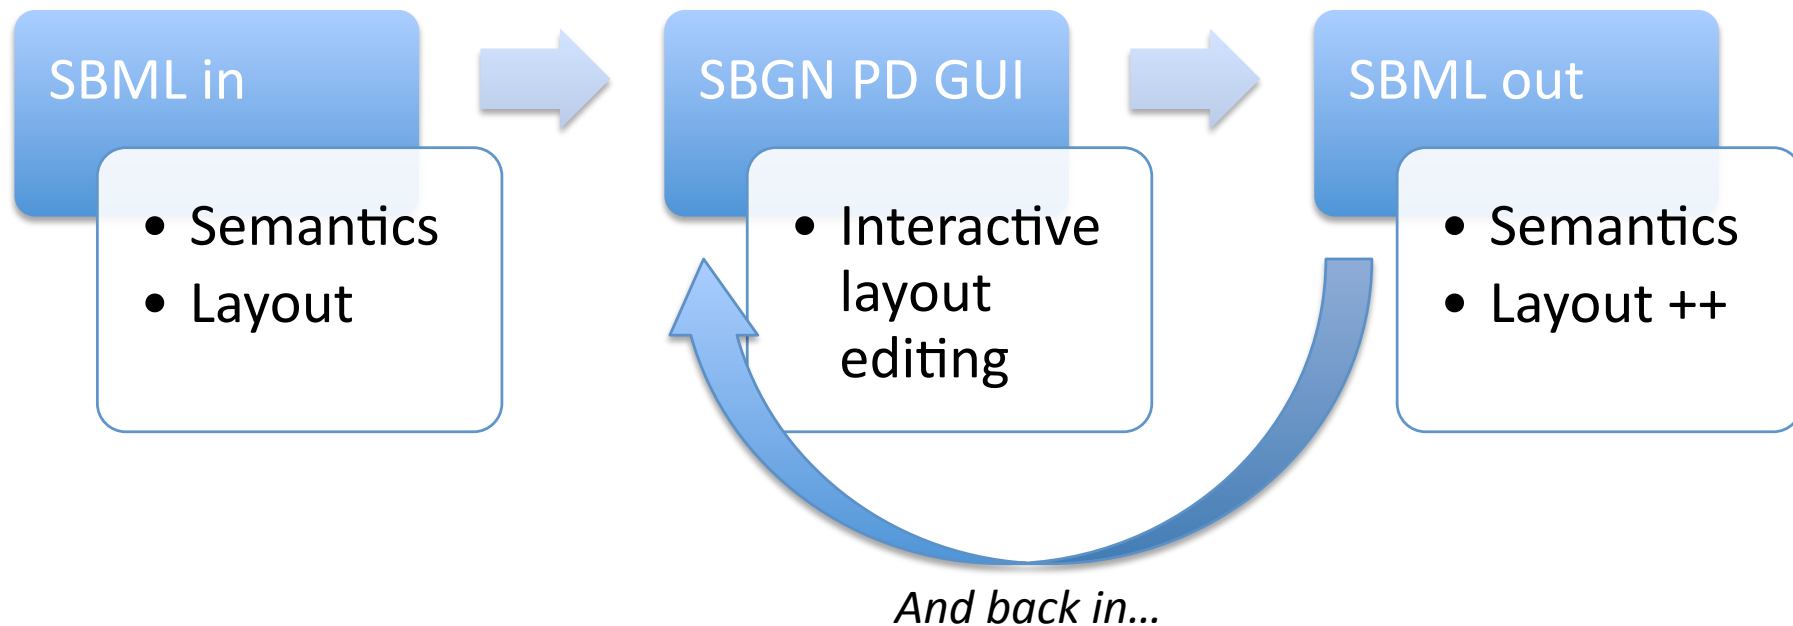 SBML in
• Semantics
• Layout
SBGN PD GUI
• Interactive
layout
editing
SBML out
• Semantics
• Layout ++
And back in...